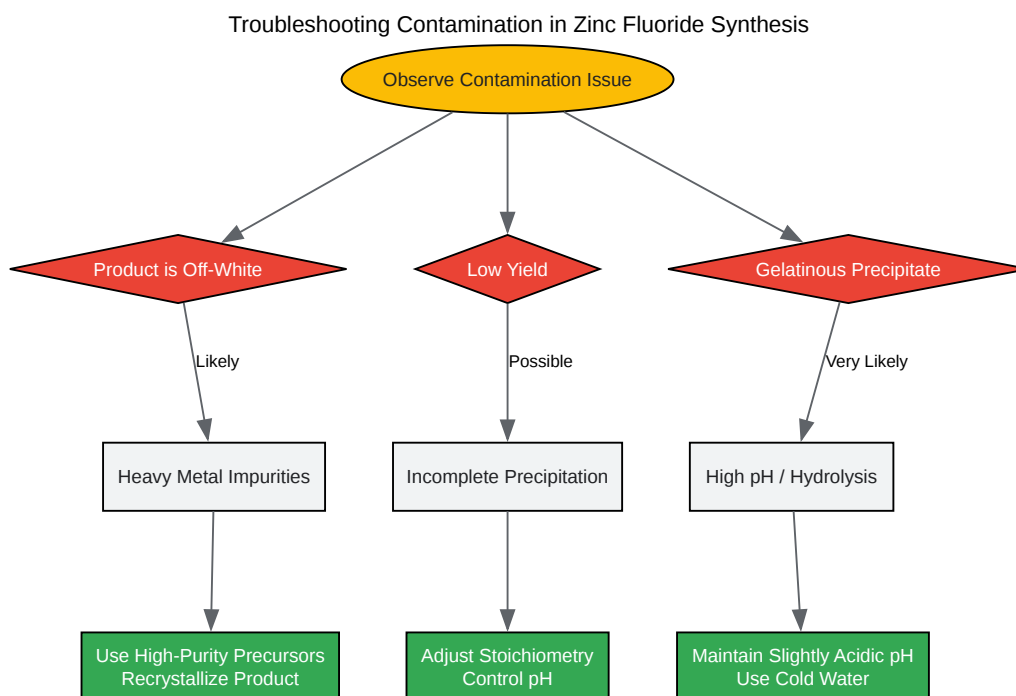 Troubleshooting Contamination in Zinc Fluoride Synthesis
Observe Contamination Issue
Product is Off-White
Low Yield
Gelatinous Precipitate
Likely
Possible
Very Likely
Heavy Metal Impurities
Incomplete Precipitation
High pH / Hydrolysis
Use High-Purity Precursors
Recrystallize Product
Adjust Stoichiometry
Control pH
Maintain Slightly Acidic pH
Use Cold Water